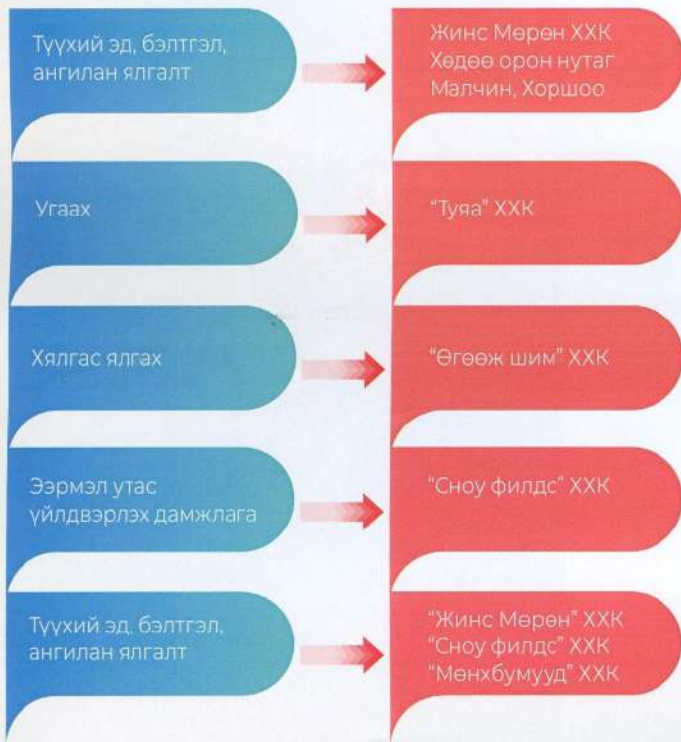 Түүхий эд, бэлтгэл,
ангилан ялгалт
Жинс Мөрөн ХХК
Хөдөө орон нутаг
Малчин, Хоршоо
Угаах
"Туяа" ХХК
Хялгас ялгах
"Өгөөж шим" ХХК
Ээрмэл утас
үйлдвэрлэх дамжлага
"Сноу филдс" ХХК
Түүхий эд. бэлтгэл,
ангилан ялгалт
"Жинс Мөрөн" ХХК
"Сноу филдс" ХХК
"Мөнхбумууд" ХХК